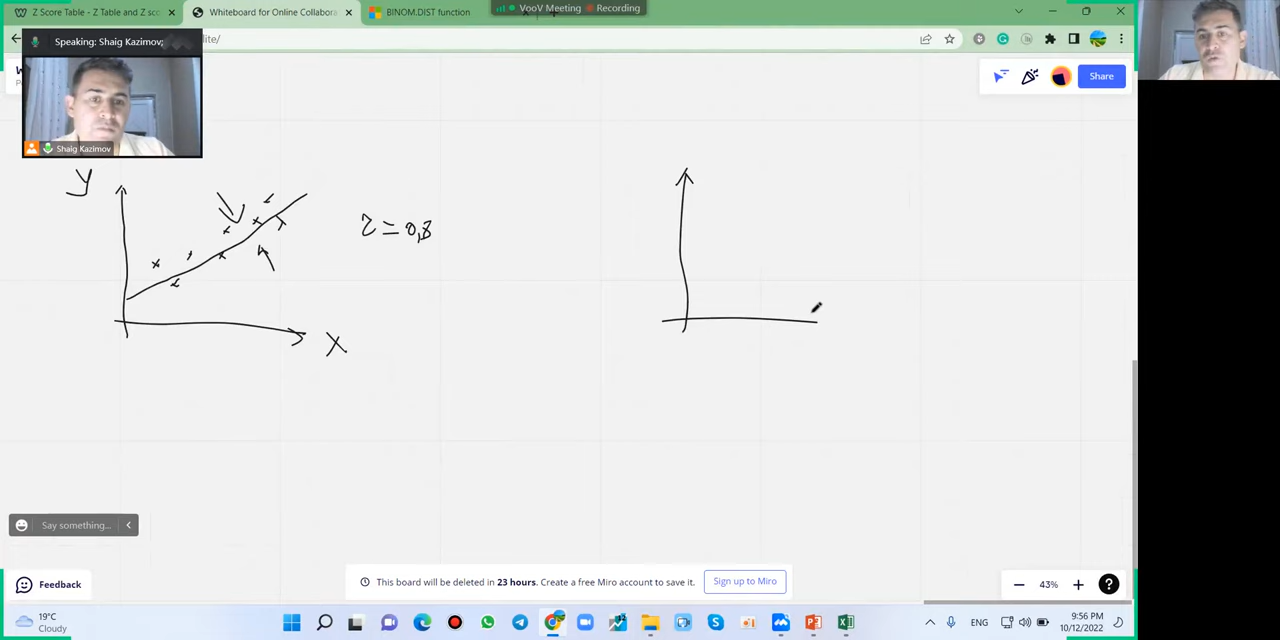 Z Score Table - Z Table and Z sco
Whiteboard for Online Collabora
BINOM.DIST function
VooV Meeting
Recording
Speaking: Shaig Kazimov;
lite/
W
Share
Shaig Kazimov
y
r = 0,8
x
Say something...
Feedback
This board will be deleted in 23 hours. Create a free Miro account to save it.
Sign up to Miro
43%
19°C
Cloudy
ENG
9:56 PM
10/12/2022